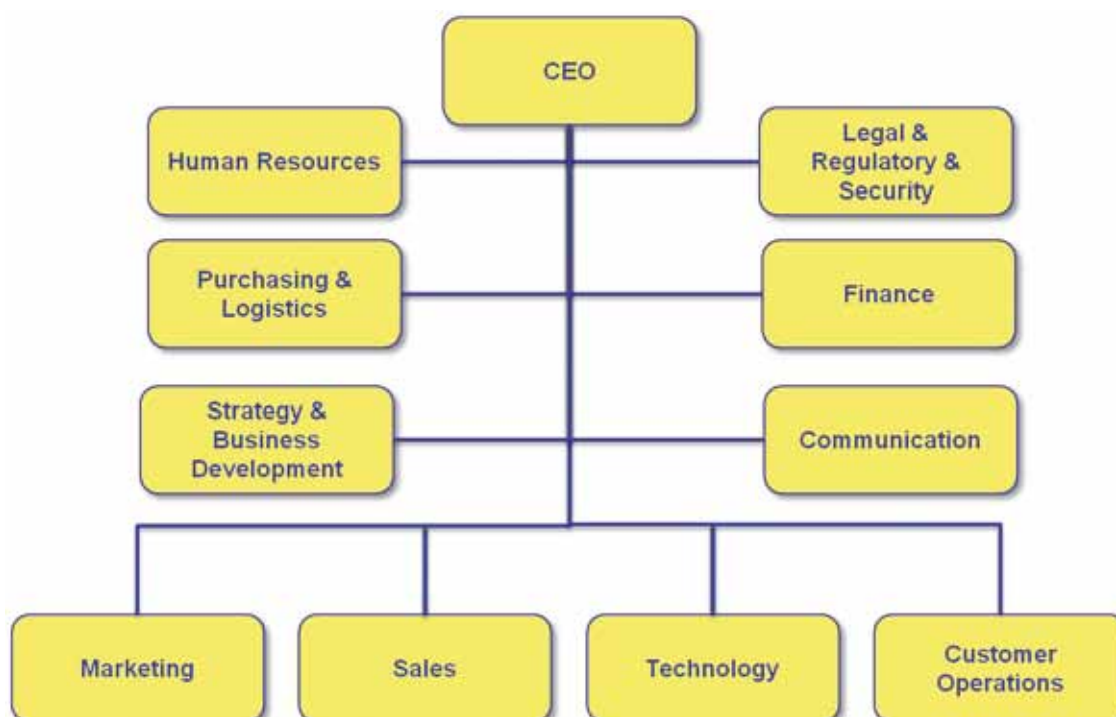 CEO
Human Resources
Legal &
Regulatory &
Security
Purchasing &
Logistics
Finance
Strategy &
Business
Development
Communication
Marketing
Sales
Technology
Customer
Operations